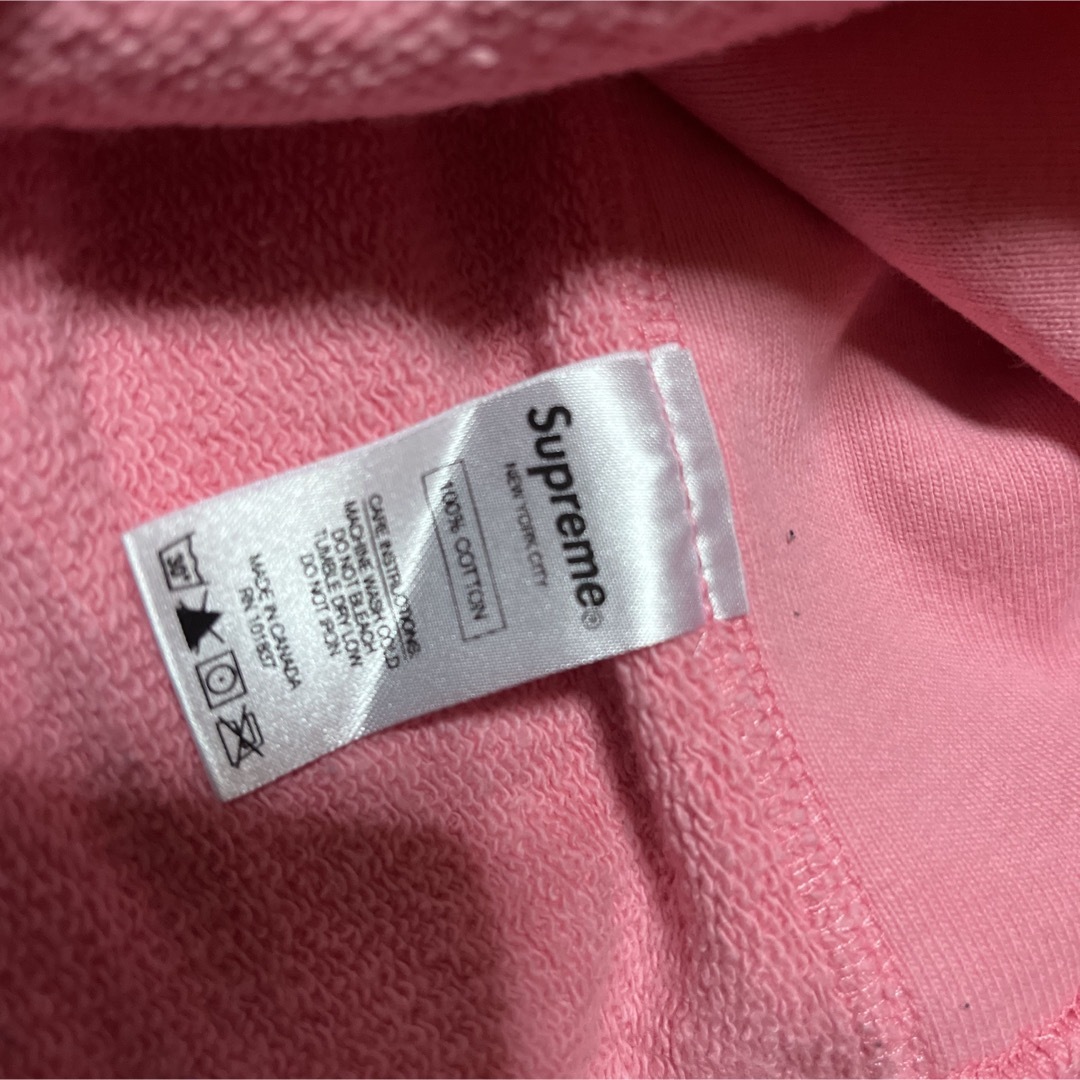 Supreme®
NEW YORK CITY
100% COTTON
CARE INSTRUCTIONS:
MACHINE WASH COLD
DO NOT BLEACH
TUMBLE DRY LOW
DO NOT IRON
30°
MADE IN CANADA
RN 101837